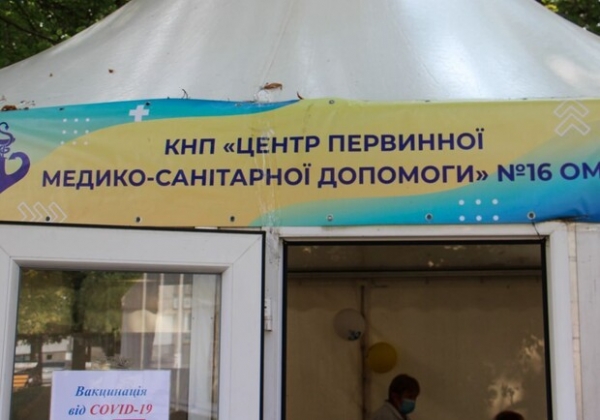 КНП «ЦЕНТР ПЕРВИННОЇ
МЕДИКО-САНІТАРНОЇ ДОПОМОГИ» №16 ОМ
Вакцинація
від COVID-19